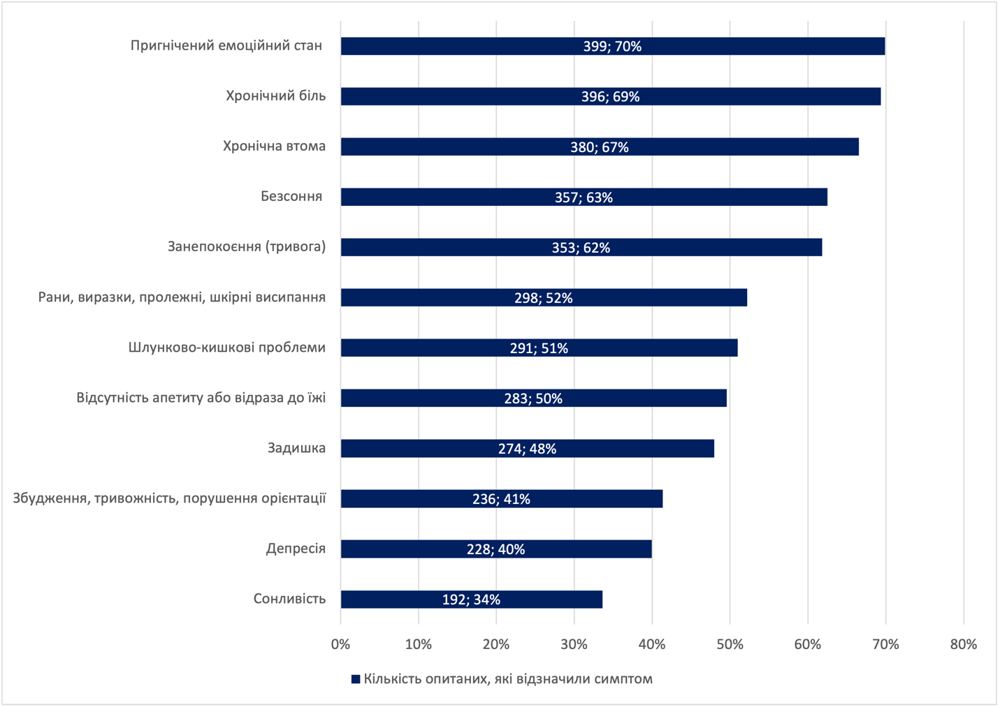 Пригнічений емоційний стан 399; 70%
Хронічний біль 396; 69%
Хронічна втома 380; 67%
Безсоння 357; 63%
Занепокоєння (тривога) 353; 62%
Рани, виразки, пролежні, шкірні висипання 298; 52%
Шлунково-кишкові проблеми 291; 51%
Відсутність апетиту або відраза до їжі 283; 50%
Задишка 274; 48%
Збудження, тривожність, порушення орієнтації 236; 41%
Депресія 228; 40%
Сонливість 192; 34%
0% 10% 20% 30% 40% 50% 60% 70% 80%
Кількість опитаних, які відзначили симптом